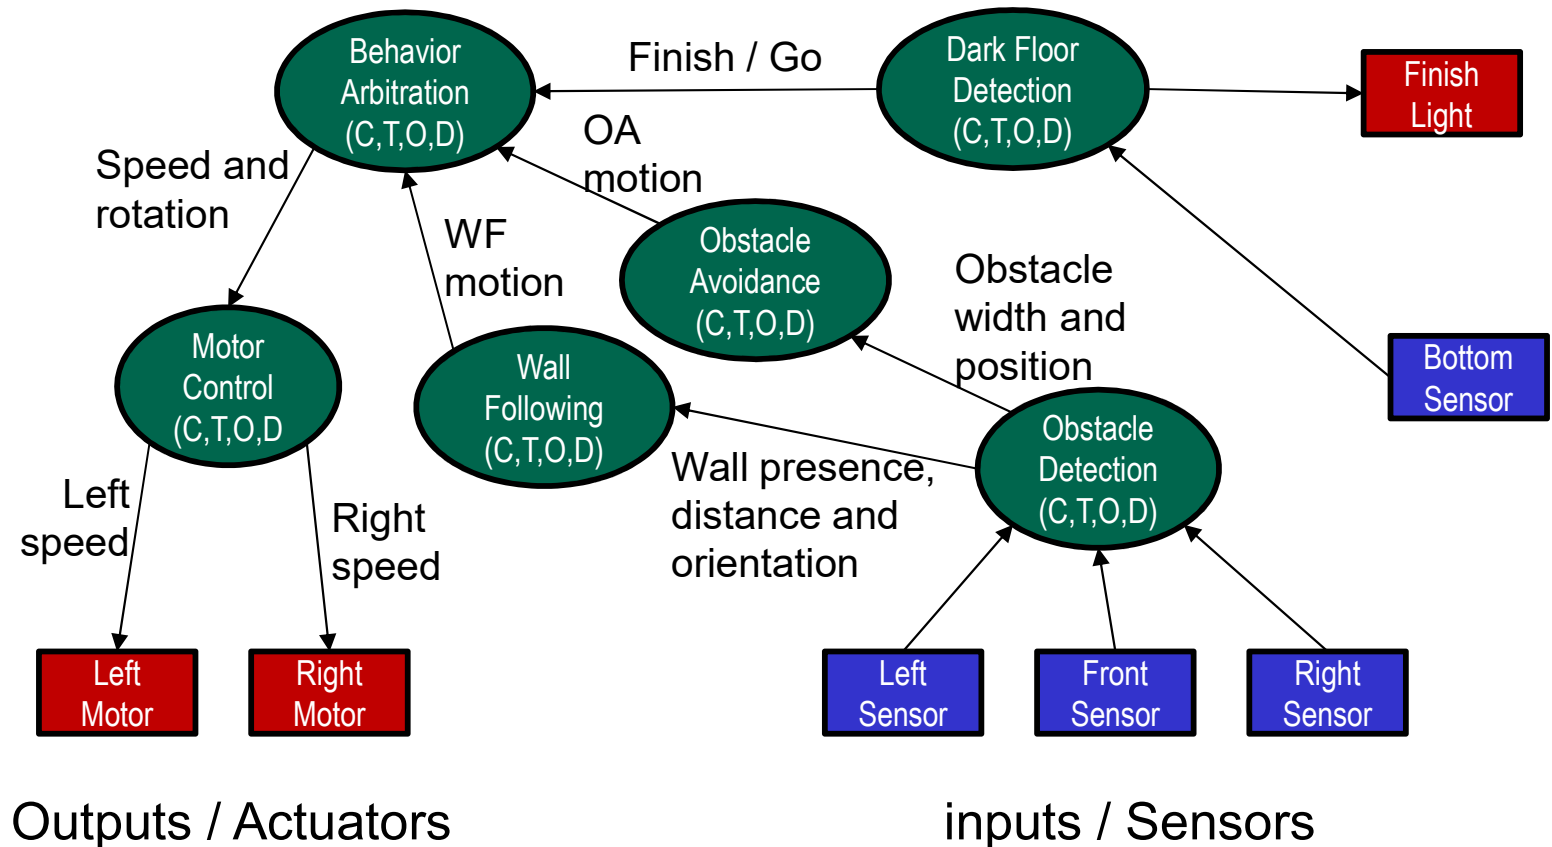 Behavior
Arbitration
(C,T,O,D)
Finish / Go
Dark Floor
Detection
(C,T,O,D)
Finish
Light
OA
motion
Speed and
rotation
WF
motion
Obstacle
Avoidance
(C,T,O,D)
Obstacle
width and
position
Motor
Control
(C,T,O,D
Wall
Following
(C,T,O,D)
Bottom
Sensor
Obstacle
Detection
(C,T,O,D)
Wall presence,
distance and
orientation
Left
speed
Right
speed
Left
Motor
Right
Motor
Left
Sensor
Front
Sensor
Right
Sensor
Outputs / Actuators
inputs / Sensors